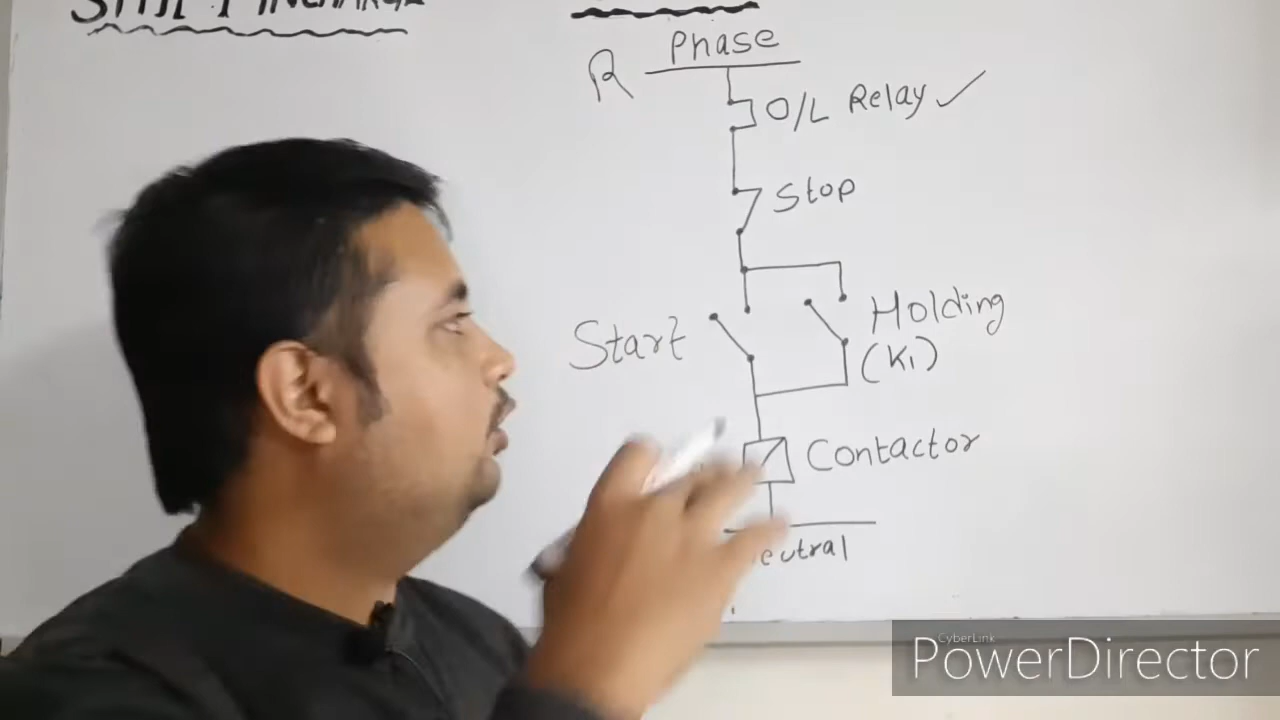 R Phase
O/L Relay
Stop
Start
Holding
(K1)
Contactor
CyberLink
PowerDirector